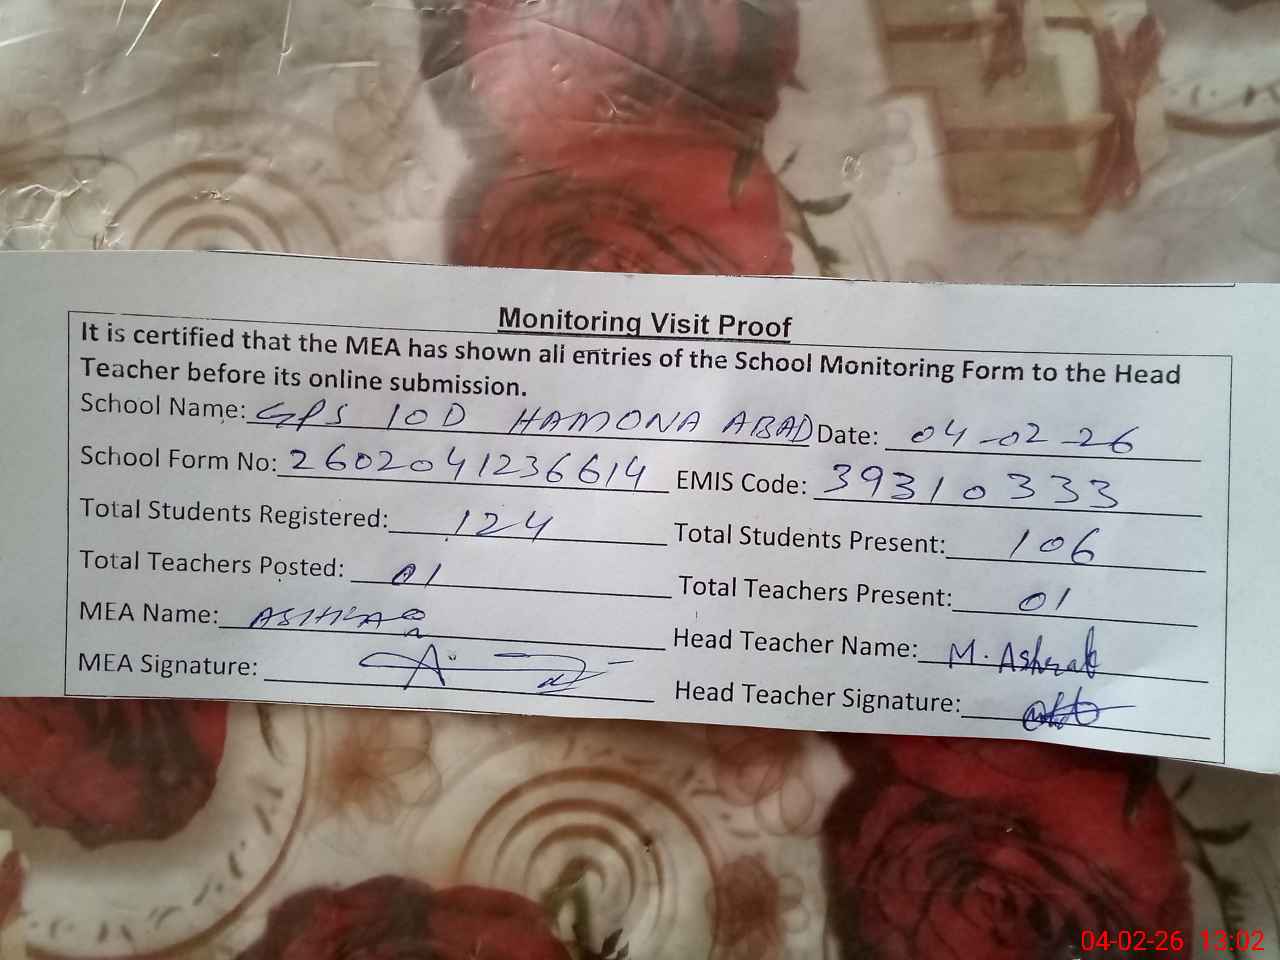 Monitoring Visit Proof
It is certified that the MEA has shown all entries of the School Monitoring Form to the Head
Teacher before its online submission.
School Name: GPS 10D HAMONA ABAD Date: 04-02-26
School Form No: 2602041236614 EMIS Code: 39310333
Total Students Registered: 124 Total Students Present: 106
Total Teachers Posted: 01 Total Teachers Present: 01
MEA Name: Head Teacher Name: M. Ashraf
MEA Signature: Head Teacher Signature:
04-02-26 13:02